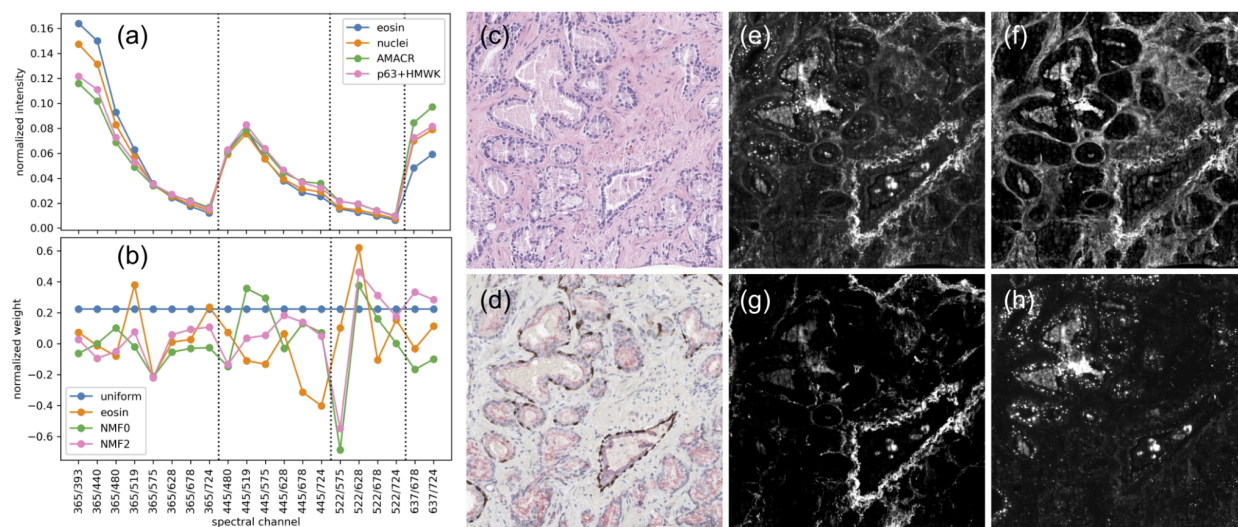 (a)
eosin
nuclei
AMACR
p63+HMWK
normalized intensity
0.16
0.14
0.12
0.10
0.08
0.06
0.04
0.02
0.00
(b)
uniform
eosin
NMF0
NMF2
normalized weight
0.6
0.4
0.2
0.0
−0.2
−0.4
−0.6
365/393
365/440
365/480
365/519
365/575
365/628
365/678
365/724
445/480
445/519
445/575
445/628
445/678
445/724
522/575
522/628
522/678
522/724
637/678
637/724
spectral channel
(c)
(d)
(e)
(f)
(g)
(h)